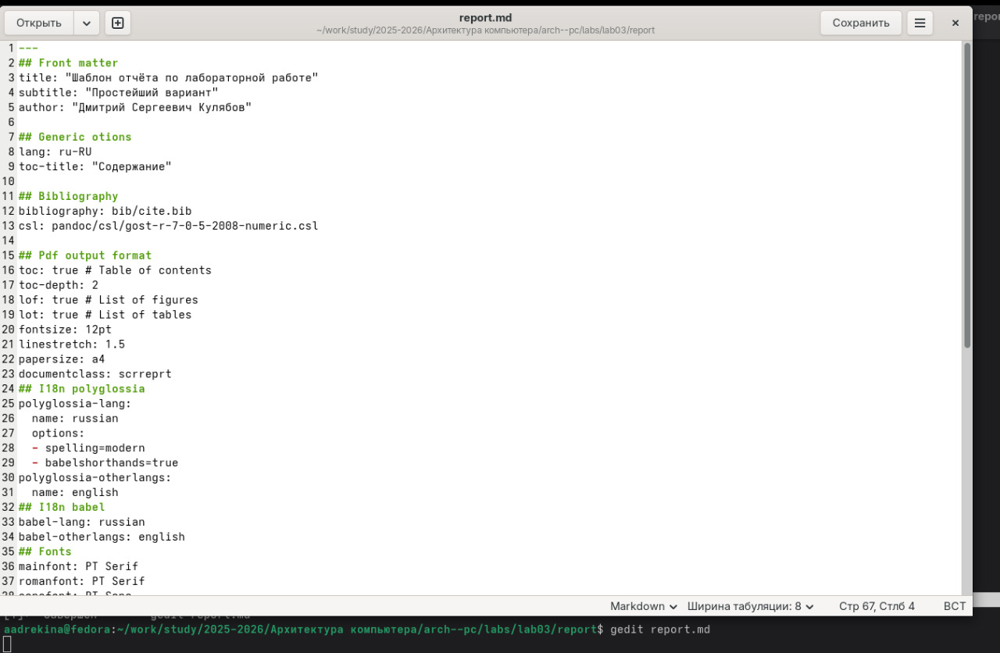 Открыть
report.md
~/work/study/2025-2026/Архитектура компьютера/arch--pc/labs/lab03/report
Сохранить
repor
1 ---
2 ## Front matter
3 title: "Шаблон отчёта по лабораторной работе"
4 subtitle: "Простейший вариант"
5 author: "Дмитрий Сергеевич Кулябов"
6
7 ## Generic otions
8 lang: ru-RU
9 toc-title: "Содержание"
10
11 ## Bibliography
12 bibliography: bib/cite.bib
13 csl: pandoc/csl/gost-r-7-0-5-2008-numeric.csl
14
15 ## Pdf output format
16 toc: true # Table of contents
17 toc-depth: 2
18 lof: true # List of figures
19 lot: true # List of tables
20 fontsize: 12pt
21 linestretch: 1.5
22 papersize: a4
23 documentclass: scrreprt
24 ## I18n polyglossia
25 polyglossia-lang:
26   name: russian
27   options:
28   - spelling=modern
29   - babelshorthands=true
30 polyglossia-otherlangs:
31   name: english
32 ## I18n babel
33 babel-lang: russian
34 babel-otherlangs: english
35 ## Fonts
36 mainfont: PT Serif
37 romanfont: PT Serif
Markdown Ширина табуляции: 8 Стр 67, Стлб 4 ВСТ
aadrekina@fedora:~/work/study/2025-2026/Архитектура компьютера/arch--pc/labs/lab03/report$ gedit report.md